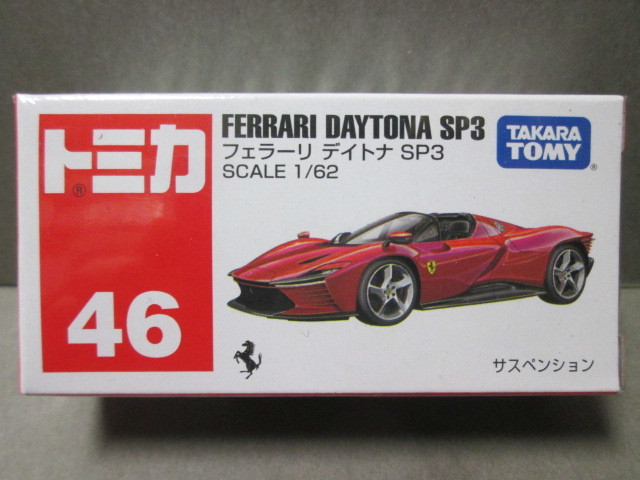 トミカ
®
46
FERRARI DAYTONA SP3
フェラーリ デイトナ SP3
SCALE 1/62
TAKARA
TOMY
®
サスペンション